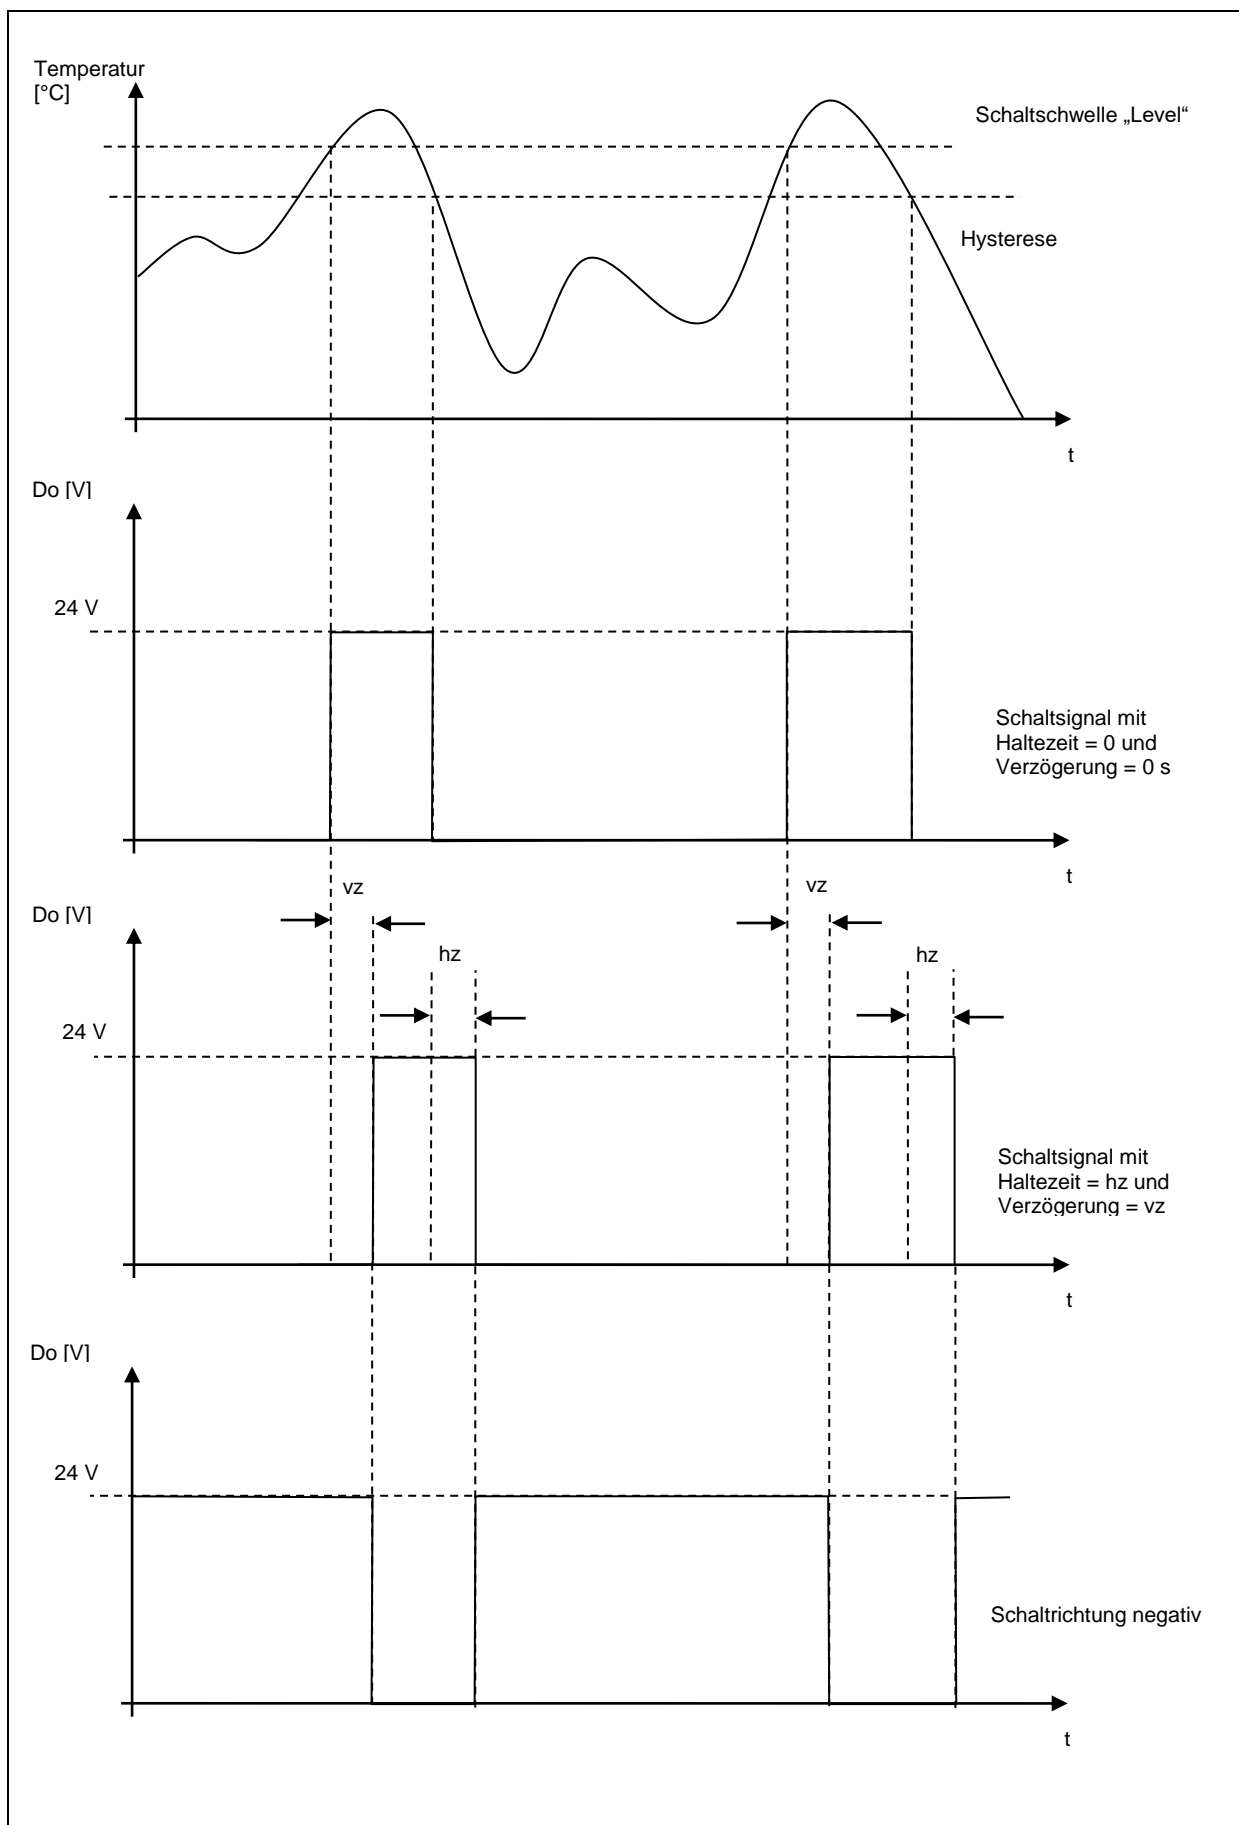 Temperatur
[°C]
Schaltschwelle „Level“
Hysterese
t
Do [V]
24 V
Schaltsignal mit
Haltezeit = 0 und
Verzögerung = 0 s
t
vz
vz
Do [V]
hz
hz
24 V
Schaltsignal mit
Haltezeit = hz und
Verzögerung = vz
t
Do [V]
24 V
Schaltrichtung negativ
t